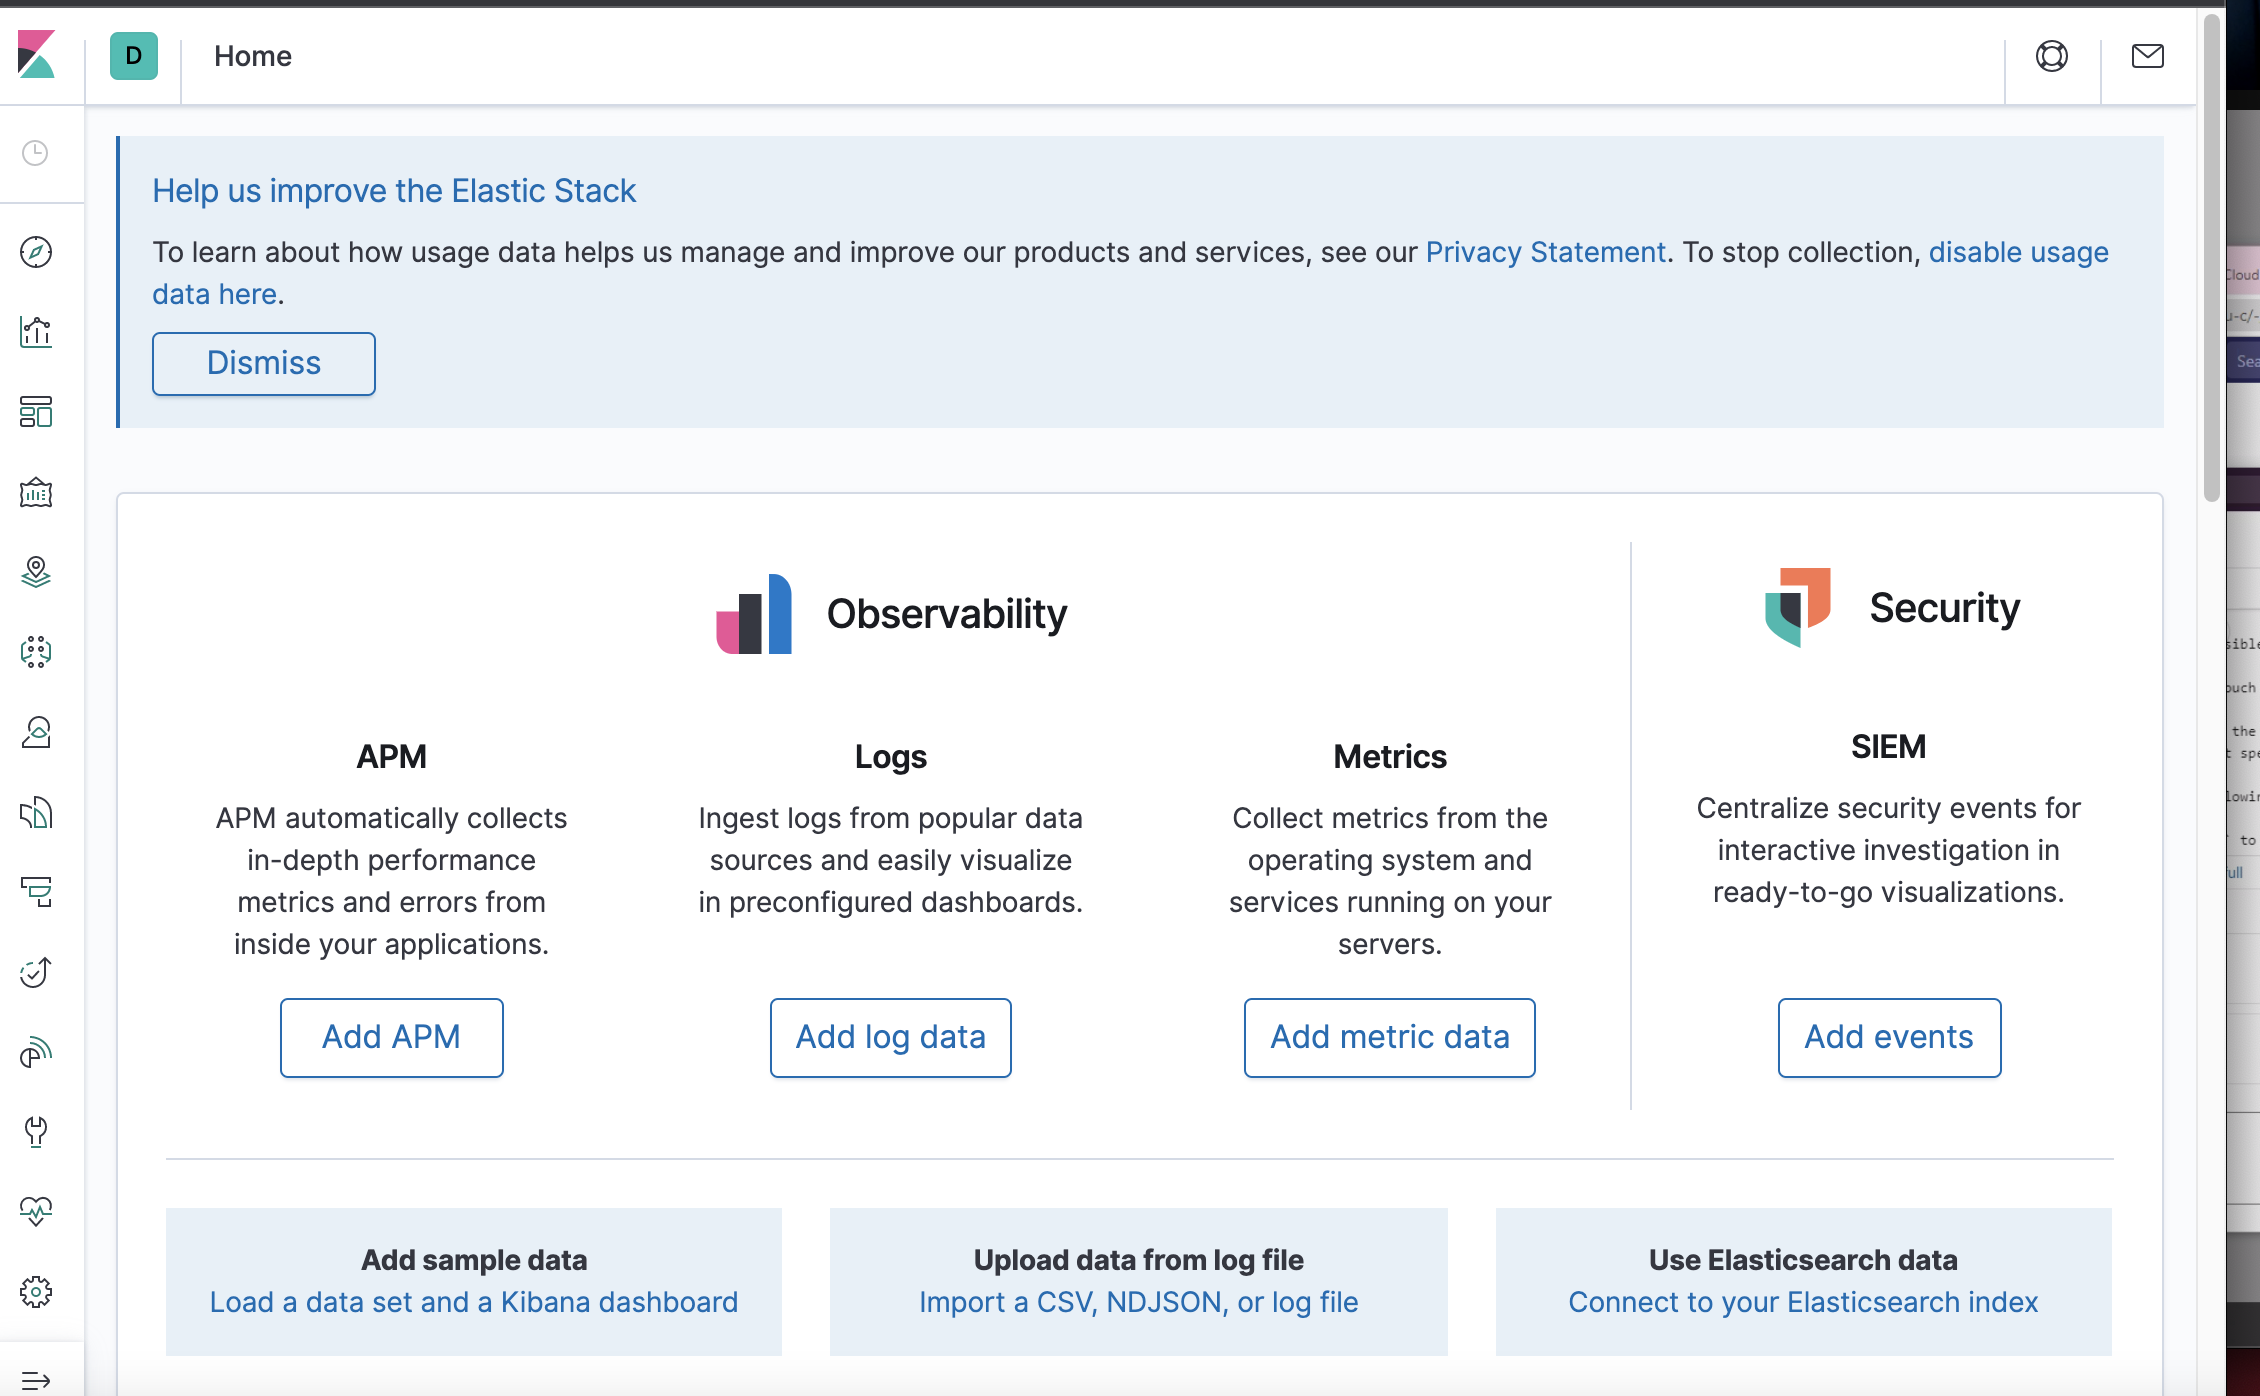 D
Home
Help us improve the Elastic Stack
To learn about how usage data helps us manage and improve our products and services, see our Privacy Statement. To stop collection, disable usage
data here.
Dismiss
Observability
Security
APM
APM automatically collects
in-depth performance
metrics and errors from
inside your applications.
Add APM
Logs
Ingest logs from popular data
sources and easily visualize
in preconfigured dashboards.
Add log data
Metrics
Collect metrics from the
operating system and
services running on your
servers.
Add metric data
SIEM
Centralize security events for
interactive investigation in
ready-to-go visualizations.
Add events
Add sample data
Load a data set and a Kibana dashboard
Upload data from log file
Import a CSV, NDJSON, or log file
Use Elasticsearch data
Connect to your Elasticsearch index
Cloud
the
to